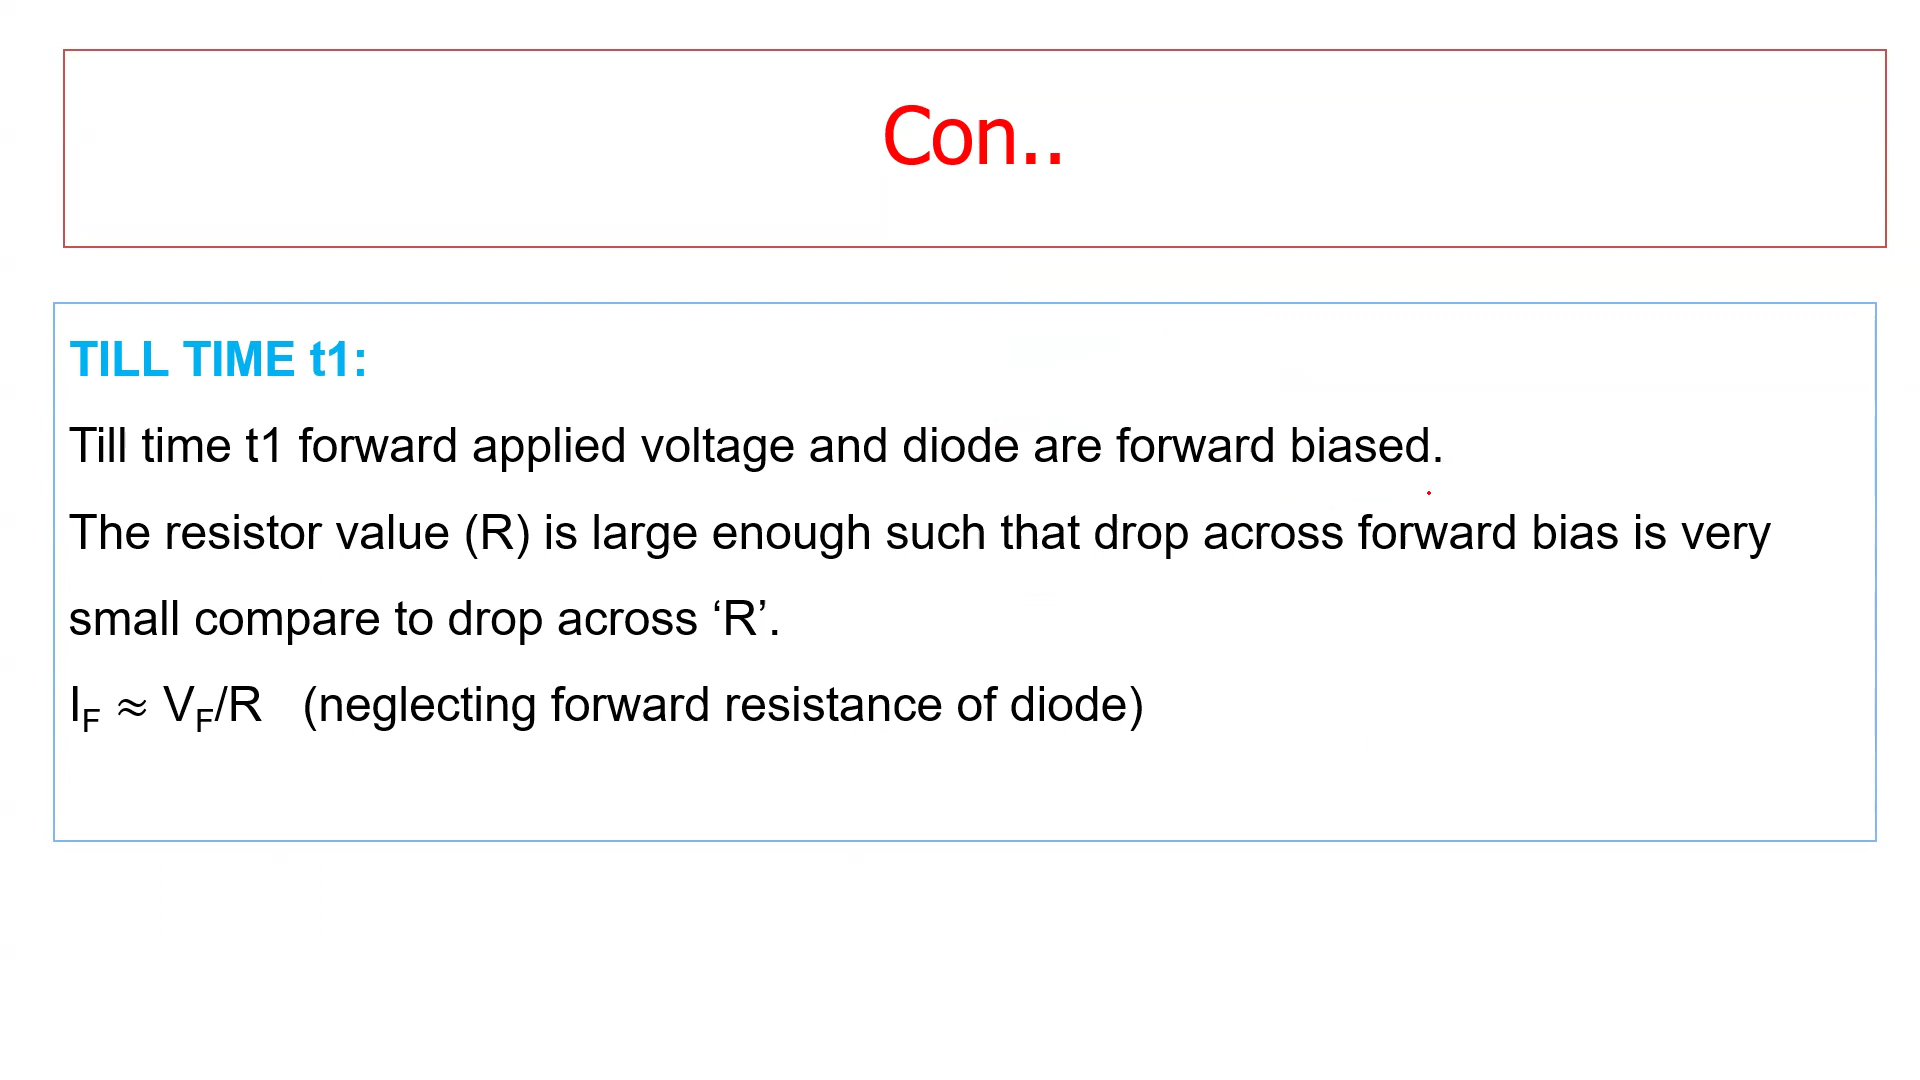 Con..
TILL TIME t1:
Till time t1 forward applied voltage and diode are forward biased.
The resistor value (R) is large enough such that drop across forward bias is very
small compare to drop across ‘R’.
I_F ≈ V_F/R (neglecting forward resistance of diode)